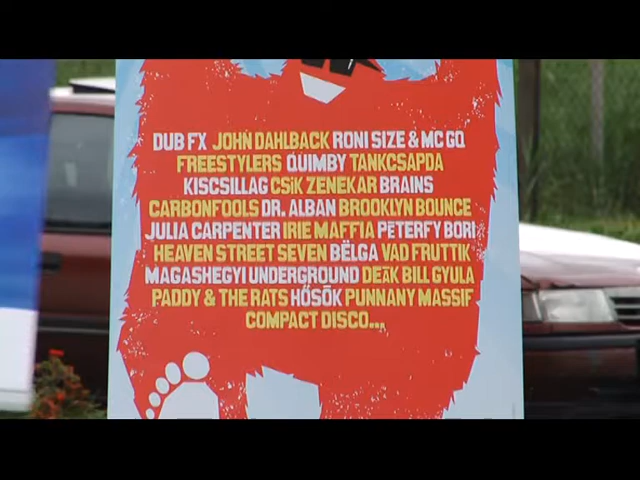 DUB FX JOHN DAHLBACK RONI SIZE & MC GQ
FREESTYLERS QUIMBY TANKCSAPDA
KISCSILLAG CSÍK ZENEKAR BRAINS
CARBONFOOLS DR. ALBAN BROOKLYN BOUNCE
JULIA CARPENTER IRIE MAFFIA PETERFY BORI
HEAVEN STREET SEVEN BËLGA VAD FRUTTIK
MAGASHEGYI UNDERGROUND DEÁK BILL GYULA
PADDY & THE RATS HŐSÖK PUNNANY MASSIF
COMPACT DISCO...